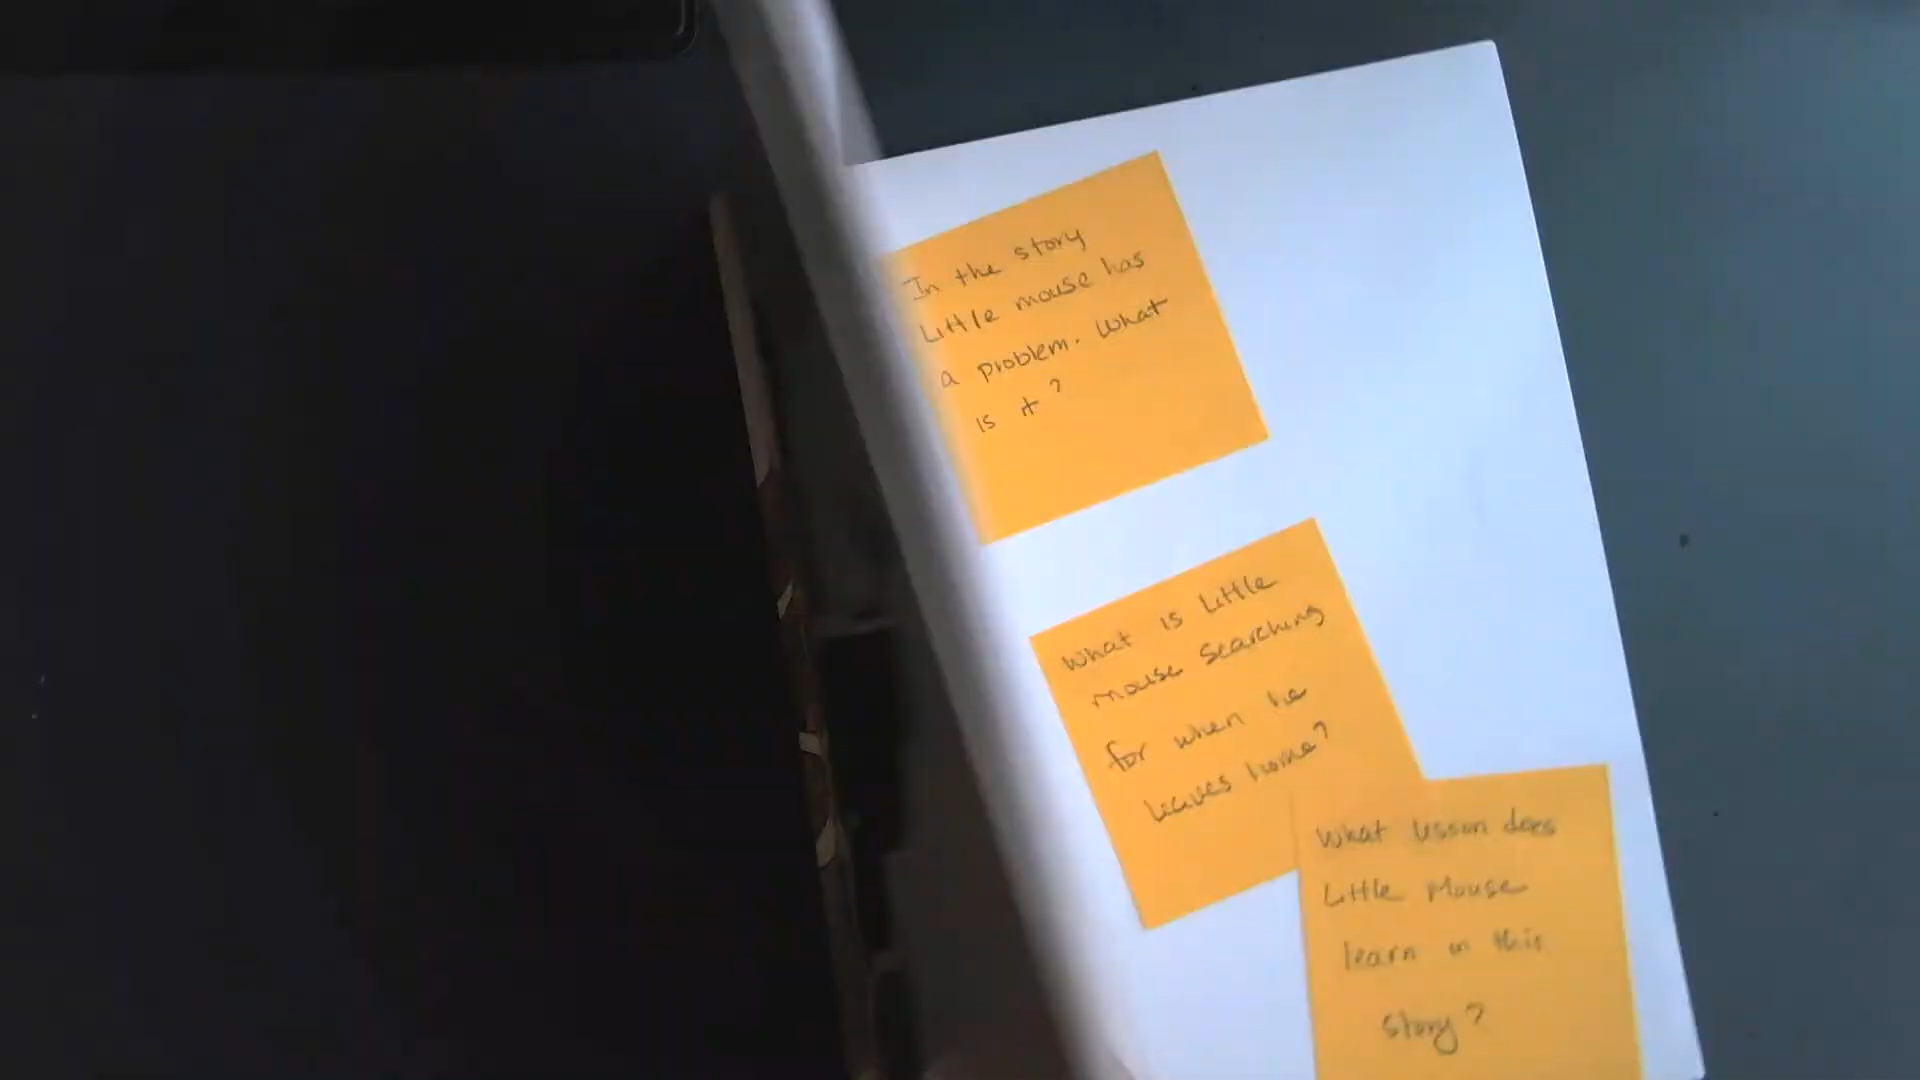 In the story
Little mouse has
a problem. What
is it?
What is Little
mouse searching
for when he
leaves home?
What lesson does
Little Mouse
learn in this
story?